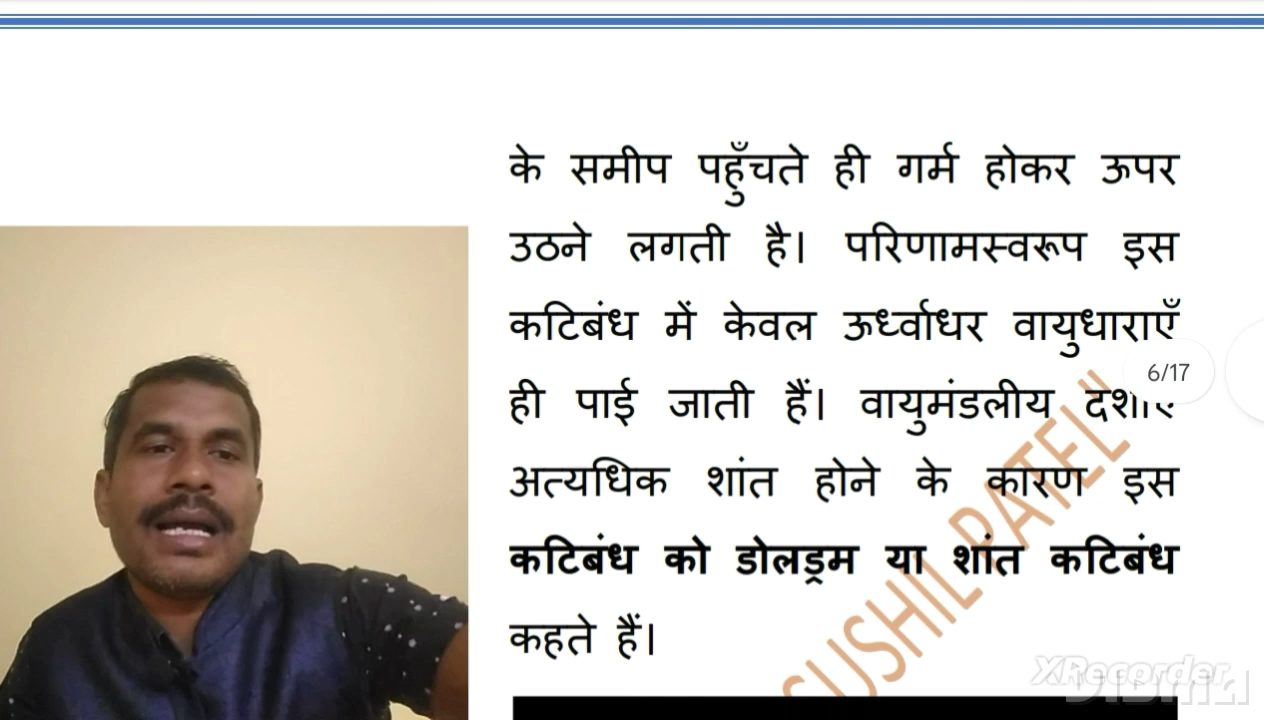 के समीप पहुँचते ही गर्म होकर ऊपर
उठने लगती है। परिणामस्वरूप इस
कटिबंध में केवल ऊर्ध्वाधर वायुधाराएँ
6/17
ही पाई जाती हैं। वायुमंडलीय दशाएँ
अत्यधिक शांत होने के कारण इस
कटिबंध को डोलड्रम या शांत कटिबंध
कहते हैं।
SUSHIL PATEL"
XRecorder